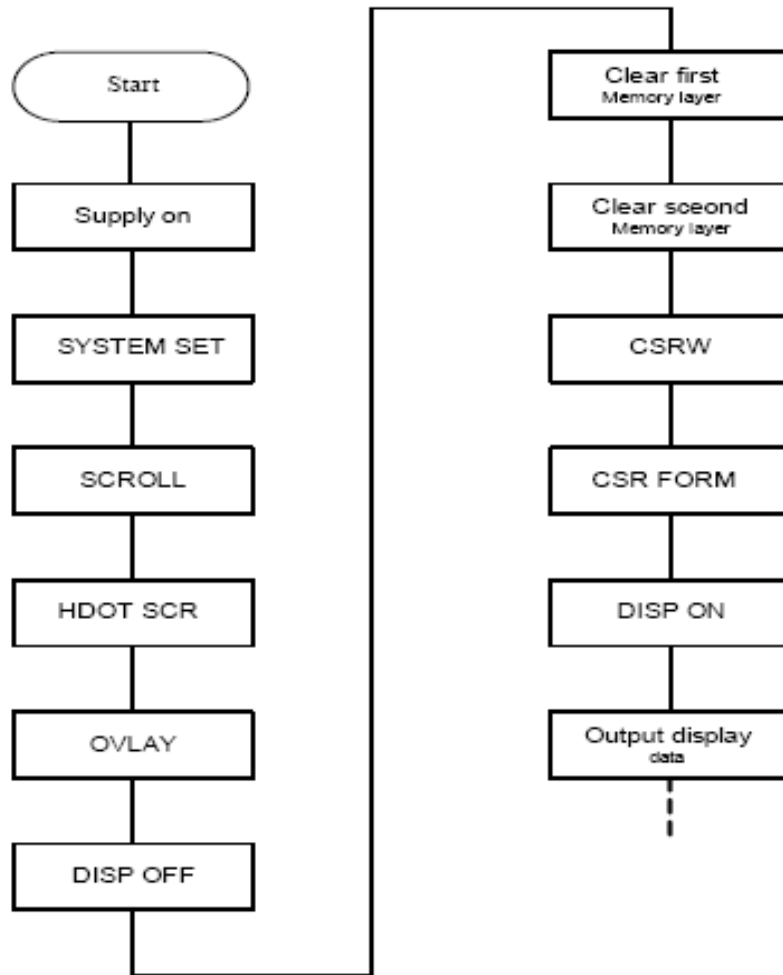 Start
Supply on
SYSTEM SET
SCROLL
HDOT SCR
OVLAY
DISP OFF
Clear first
Memory layer
Clear sceond
Memory layer
CSRW
CSR FORM
DISP ON
Output display
data